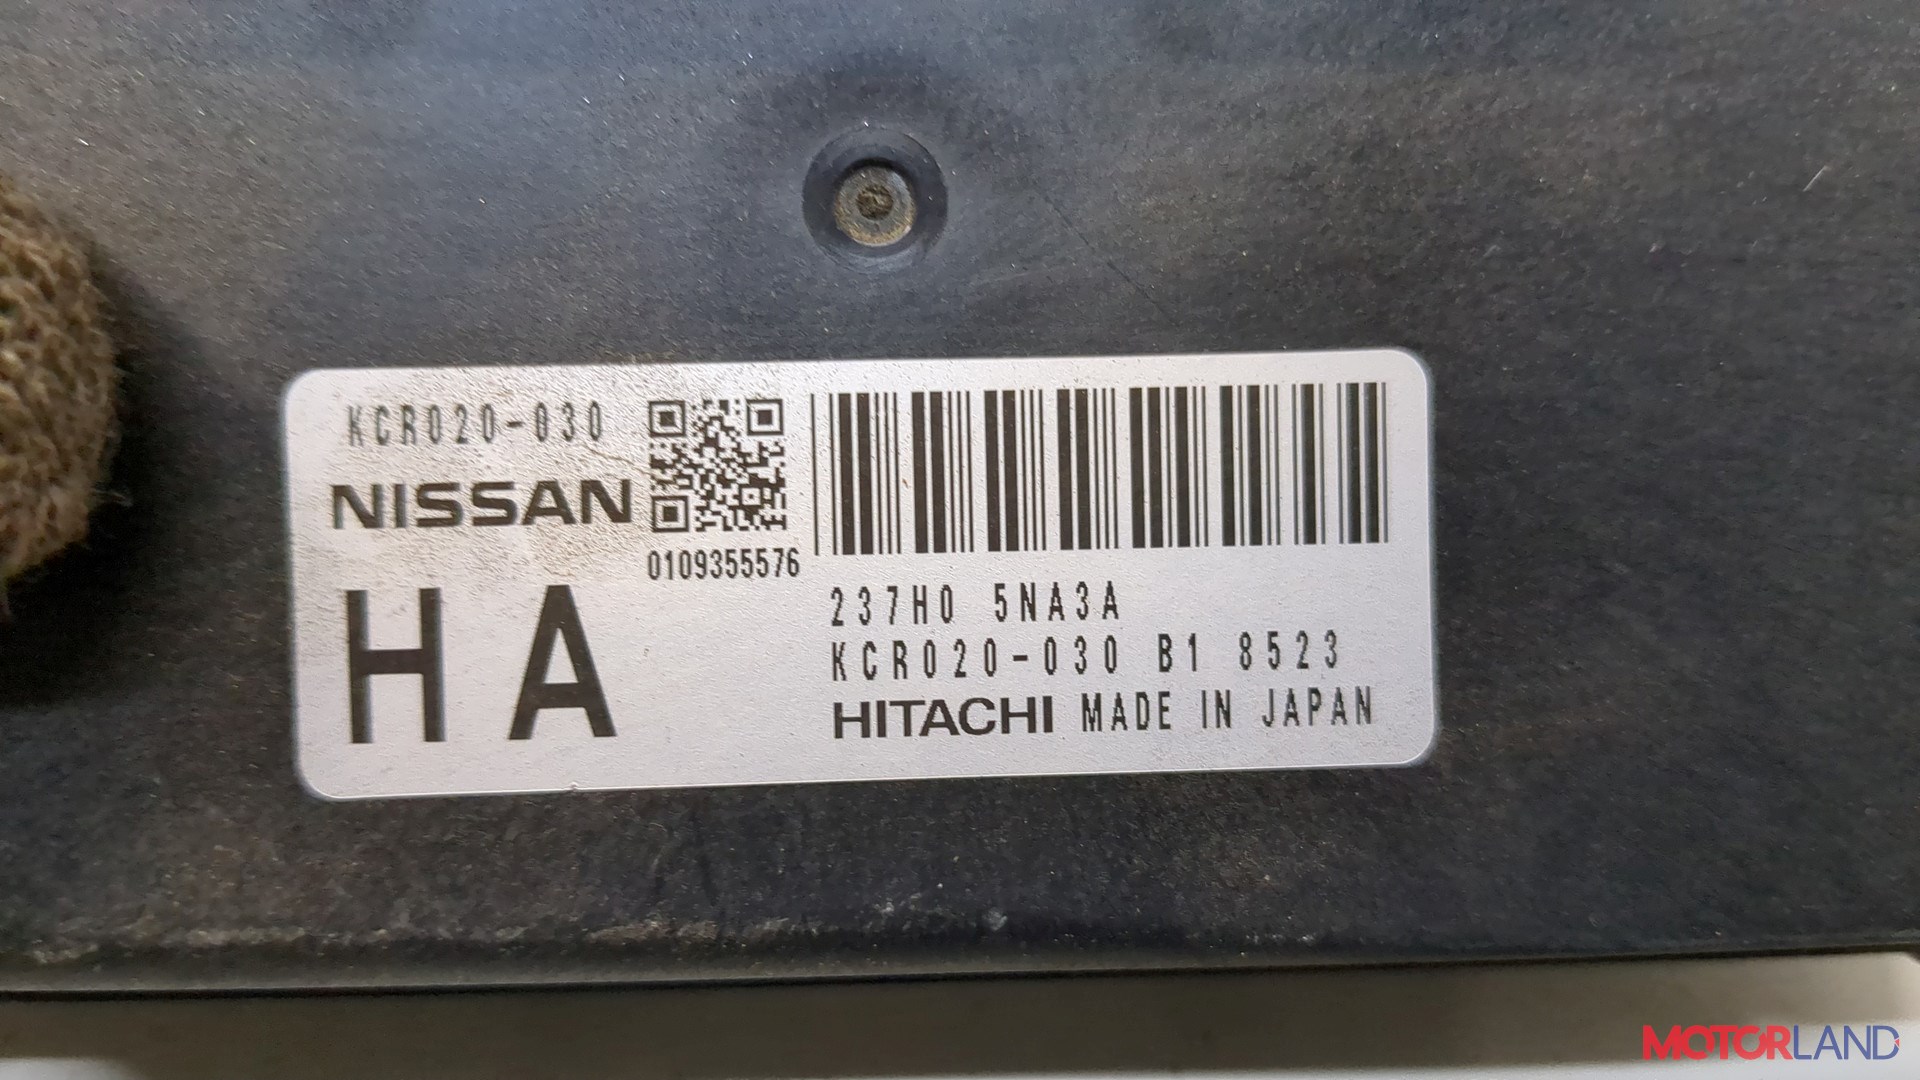 KCR020-030
NISSAN
0109355576
HA
237H0 5NA3A
KCR020-030 B1 8523
HITACHI MADE IN JAPAN
MOTORLAND